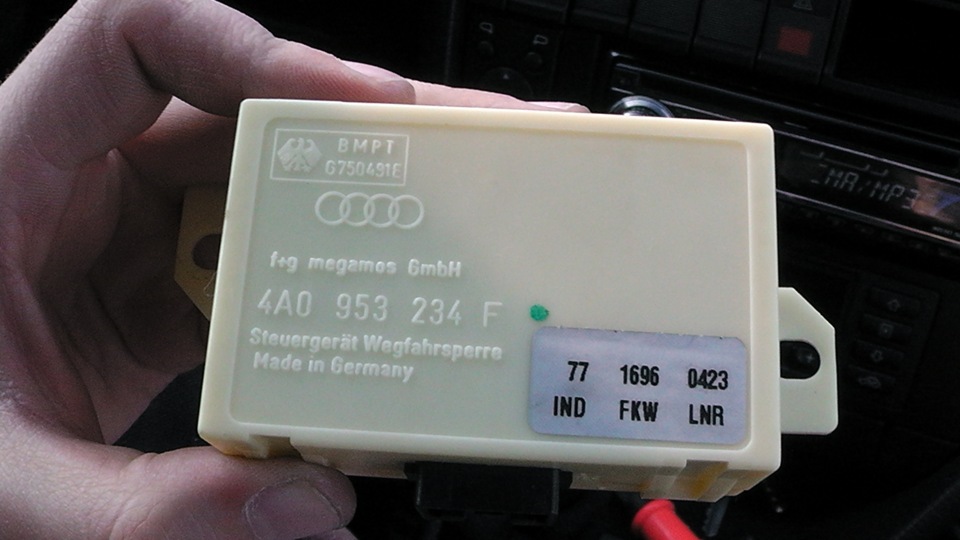 BMPT
G750491E
f+g megamos GmbH
4A0 953 234 F
Steuergerät Wegfahrsperre
Made in Germany
77 1696 0423
IND FKW LNR